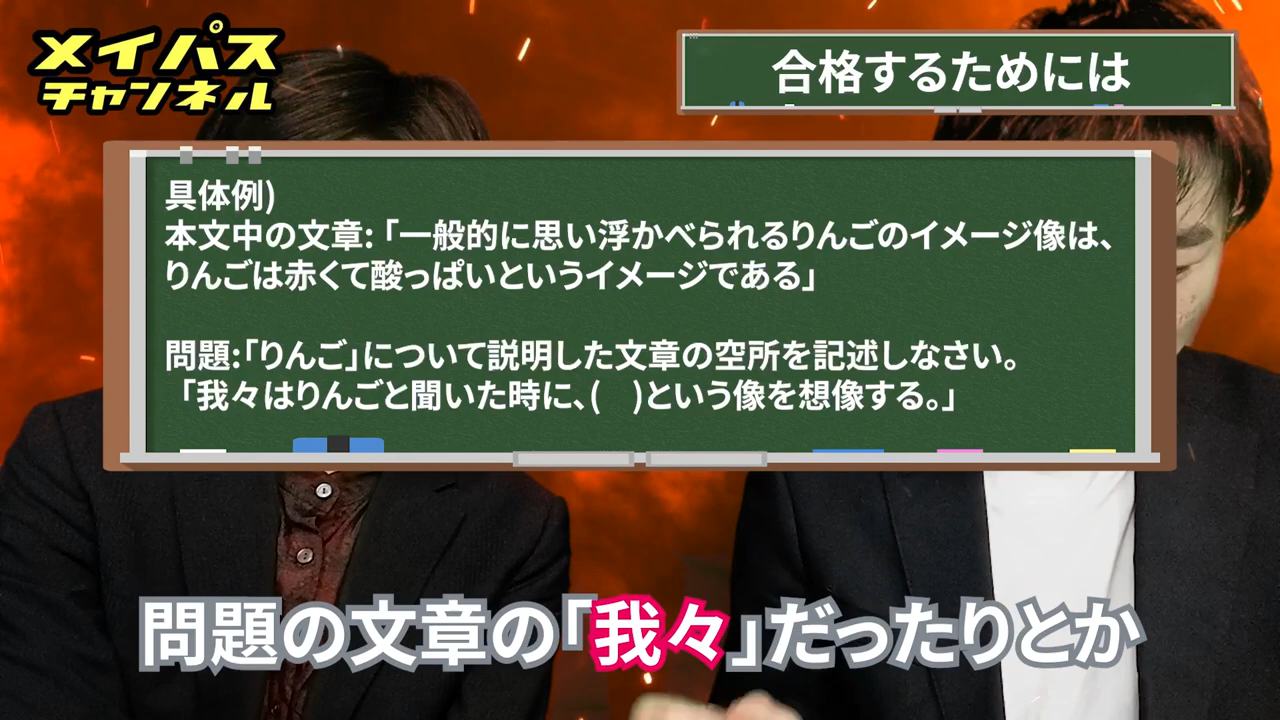 メイパス
チャンネル
合格するためには
具体例)
本文中の文章:「一般的に思い浮かべられるりんごのイメージ像は、
りんごは赤くて酸っぱいというイメージである」
問題:「りんご」について説明した文章の空所を記述しなさい。
「我々はりんごと聞いた時に、(　)という像を想像する。」
問題の文章の「我々」だったりとか